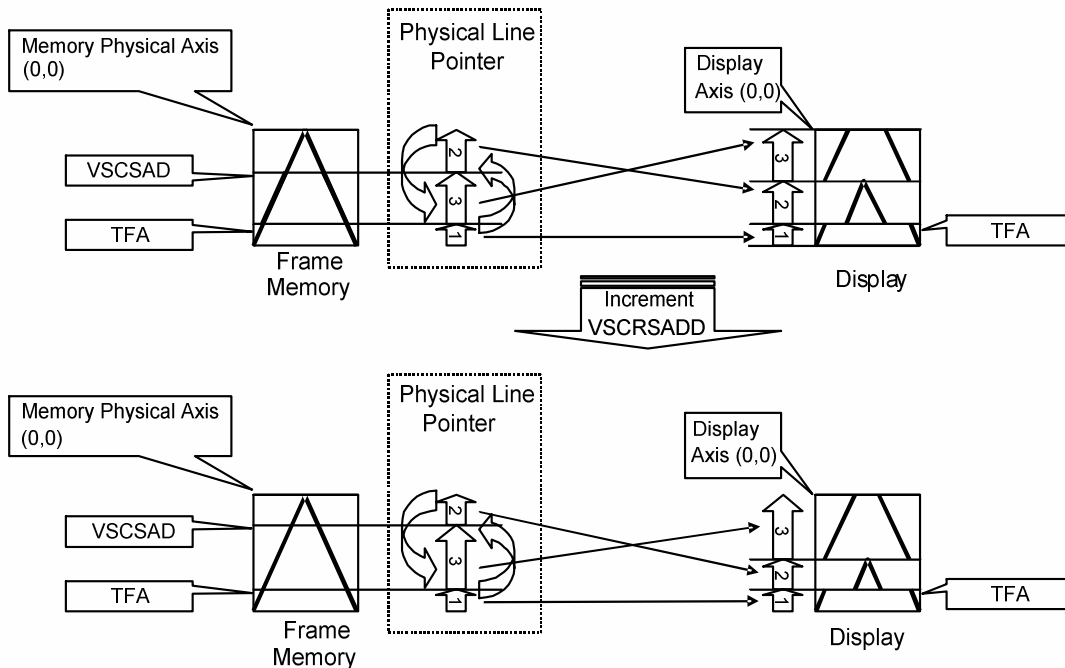 Memory Physical Axis
(0,0)
Physical Line
Pointer
Display
Axis (0,0)
VSCSAD
TFA
2
3
1
3
2
1
TFA
Frame
Memory
Display
Increment
VSCRSADD
Memory Physical Axis
(0,0)
Physical Line
Pointer
Display
Axis (0,0)
VSCSAD
TFA
2
3
1
3
2
1
TFA
Frame
Memory
Display